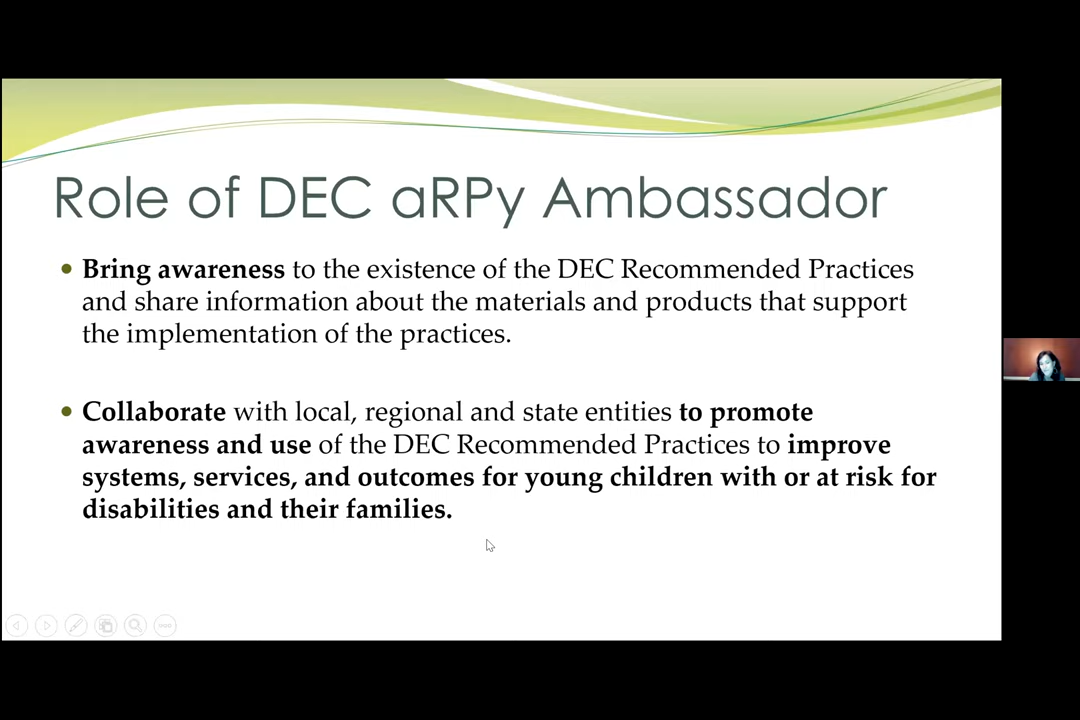 Role of DEC aRPy Ambassador
• Bring awareness to the existence of the DEC Recommended Practices
and share information about the materials and products that support
the implementation of the practices.
• Collaborate with local, regional and state entities to promote
awareness and use of the DEC Recommended Practices to improve
systems, services, and outcomes for young children with or at risk for
disabilities and their families.